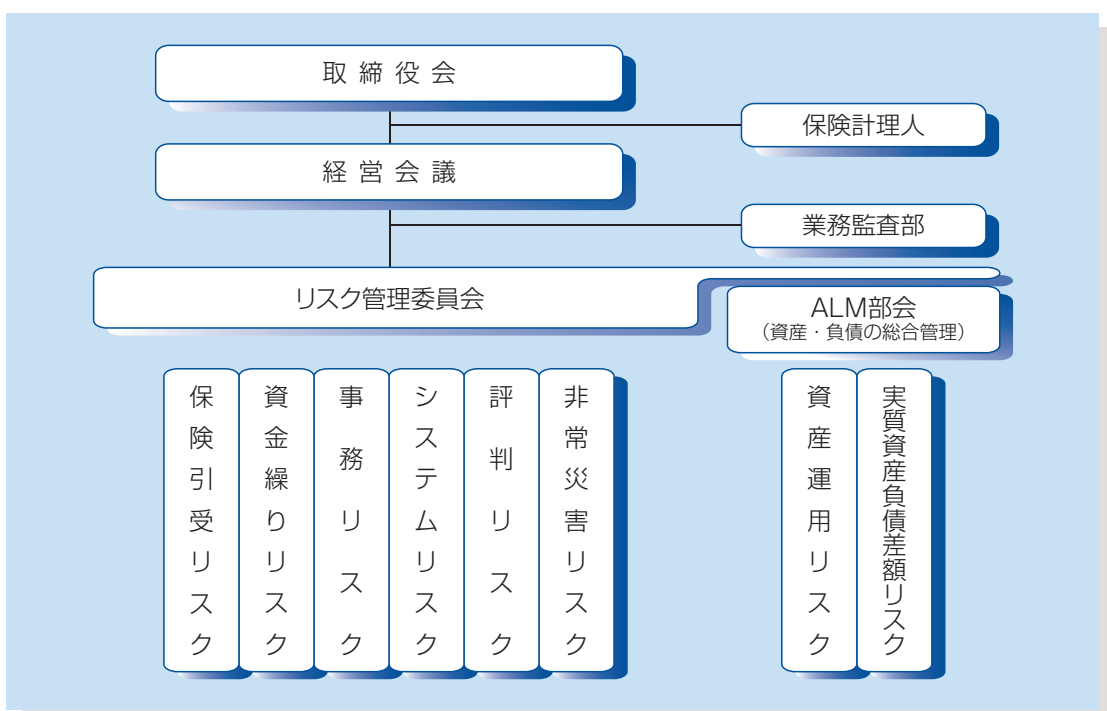 取締役会
保険計理人
経営会議
業務監査部
リスク管理委員会
ALM部会
（資産・負債の総合管理）
保険引受リスク
資金繰りリスク
事務リスク
システムリスク
評判リスク
非常災害リスク
資産運用リスク
実質資産負債差額リスク